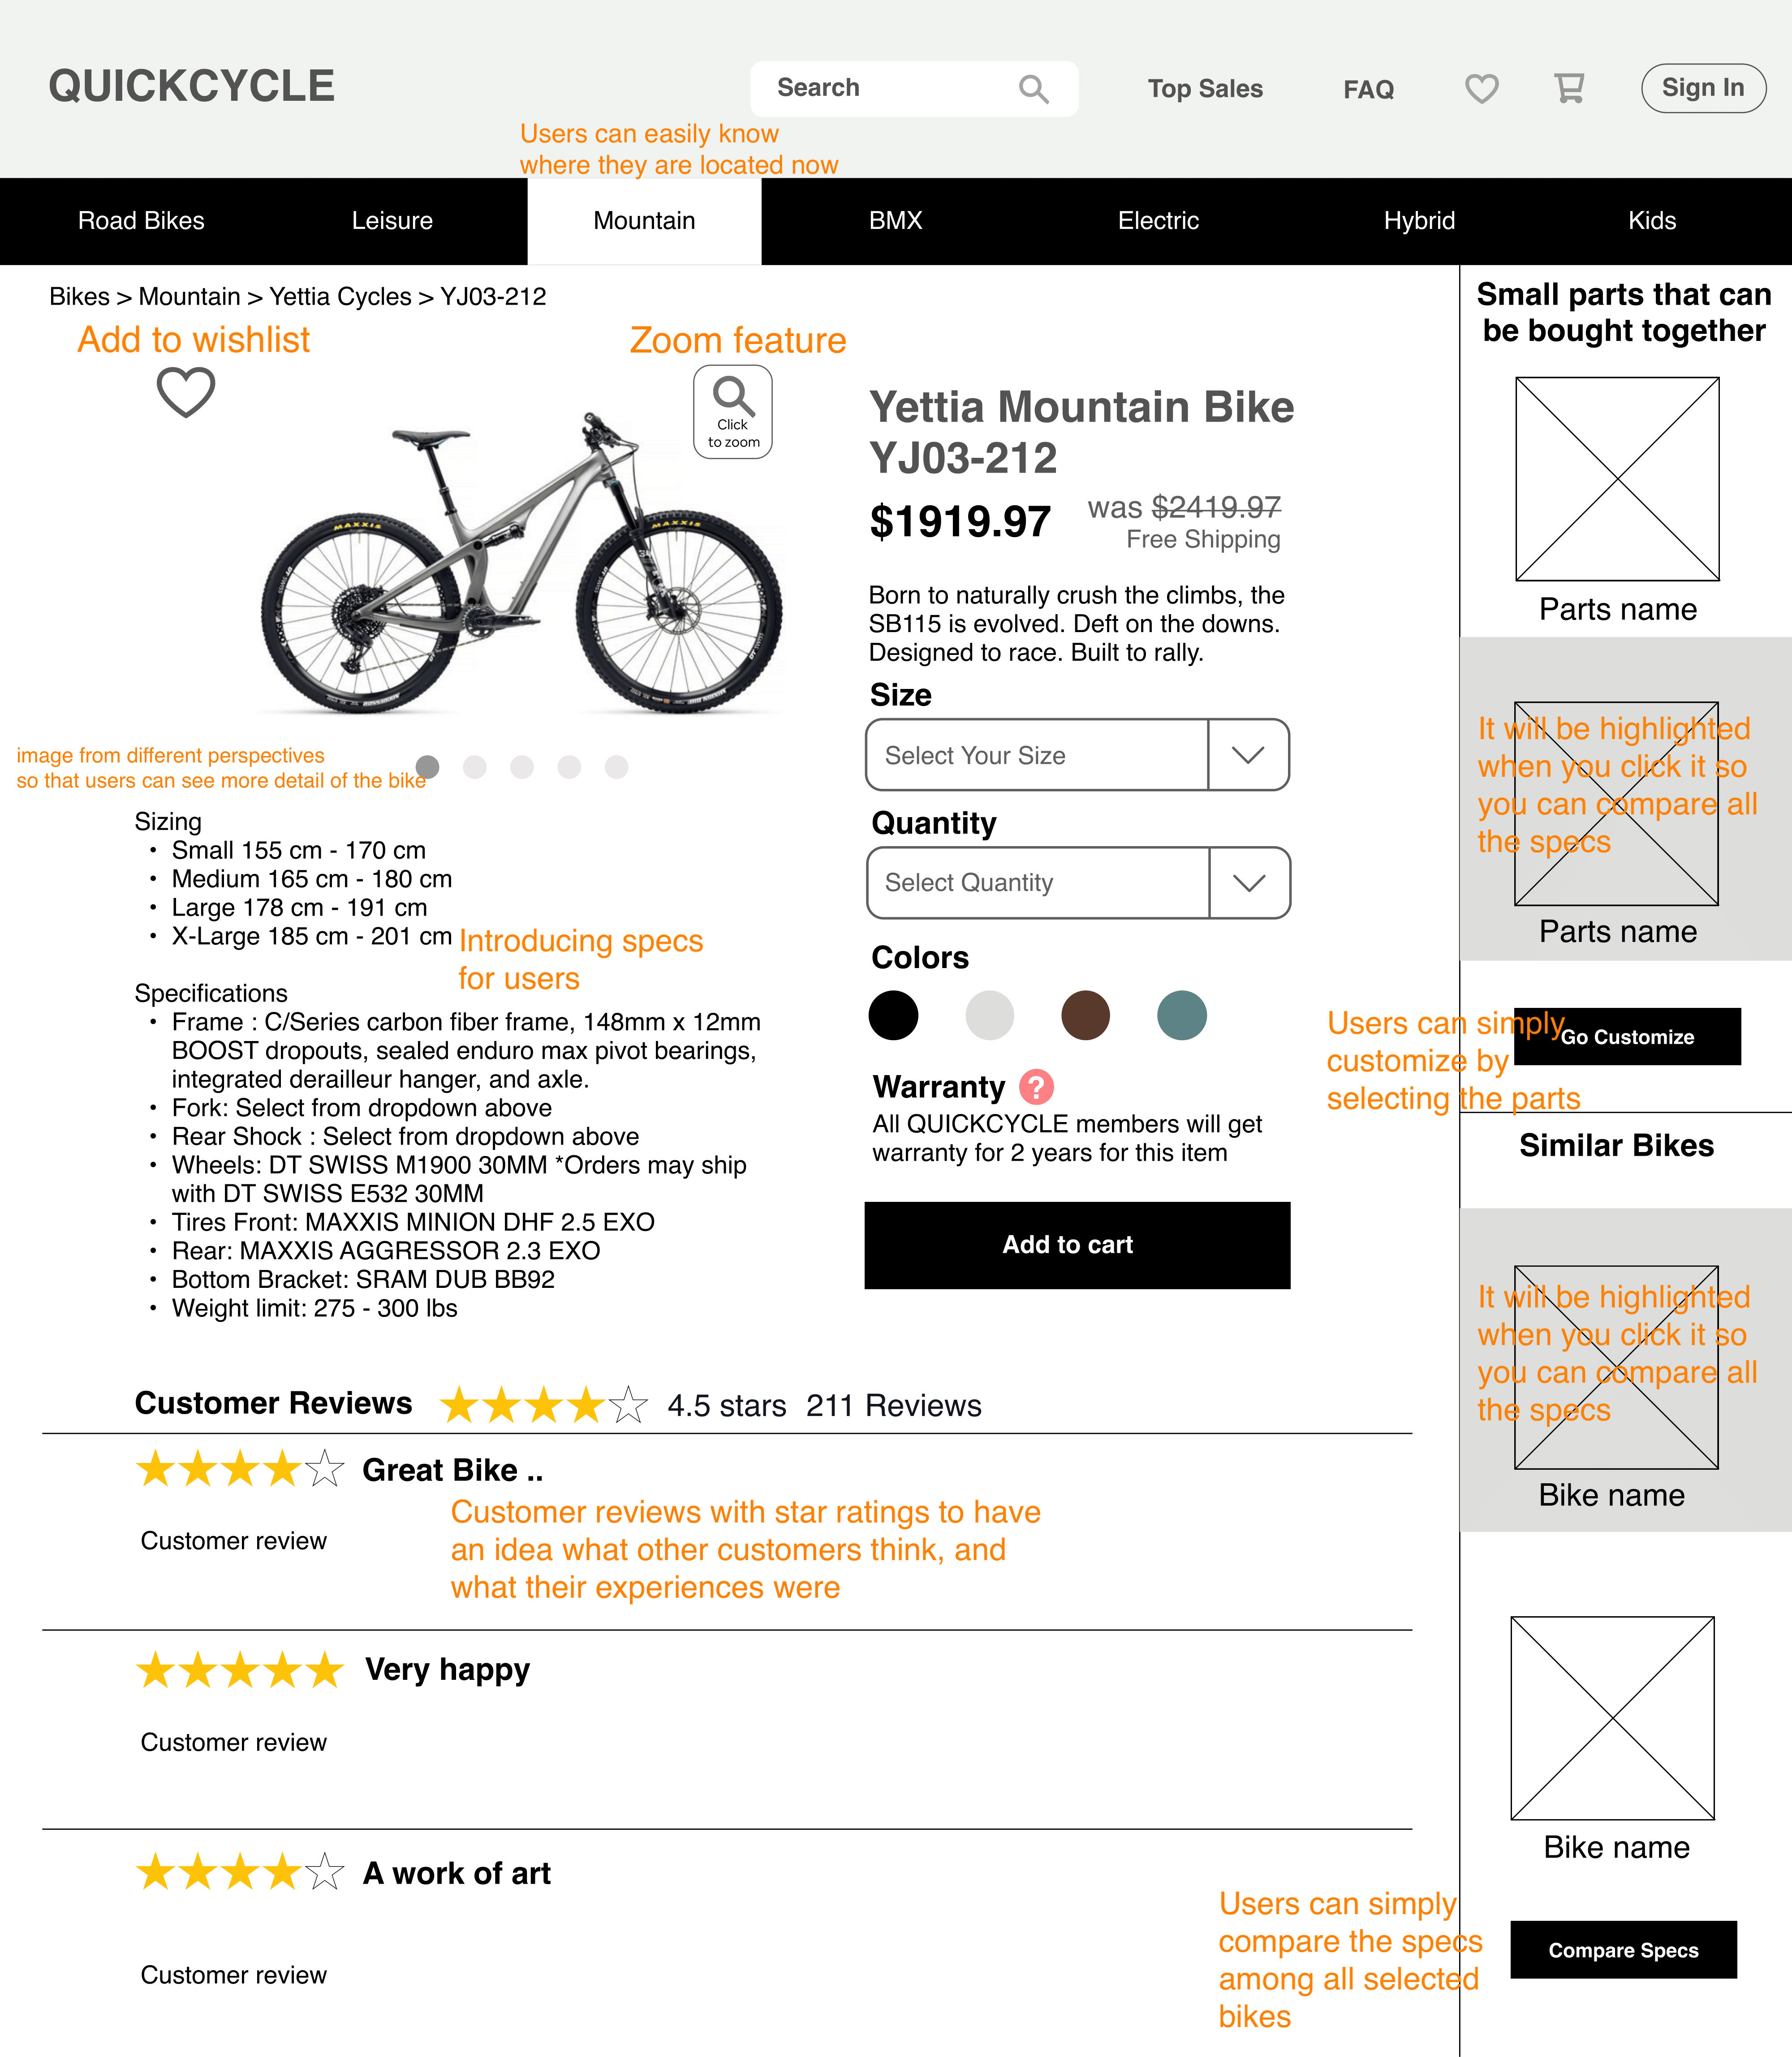 QUICKCYCLE
Search
Top Sales
FAQ
Sign In
Users can easily know
where they are located now
Road Bikes
Leisure
Mountain
BMX
Electric
Hybrid
Kids
Bikes > Mountain > Yettia Cycles > YJ03-212
Add to wishlist
Zoom feature
Click
to zoom
MAXXIS
MAXXIS
image from different perspectives
so that users can see more detail of the bike
Sizing
• Small 155 cm - 170 cm
• Medium 165 cm - 180 cm
• Large 178 cm - 191 cm
• X-Large 185 cm - 201 cm
Introducing specs
for users
Specifications
• Frame : C/Series carbon fiber frame, 148mm x 12mm
BOOST dropouts, sealed enduro max pivot bearings,
integrated derailleur hanger, and axle.
• Fork: Select from dropdown above
• Rear Shock : Select from dropdown above
• Wheels: DT SWISS M1900 30MM *Orders may ship
with DT SWISS E532 30MM
• Tires Front: MAXXIS MINION DHF 2.5 EXO
• Rear: MAXXIS AGGRESSOR 2.3 EXO
• Bottom Bracket: SRAM DUB BB92
• Weight limit: 275 - 300 lbs
Yettia Mountain Bike
YJ03-212
$1919.97
was $2419.97
Free Shipping
Born to naturally crush the climbs, the
SB115 is evolved. Deft on the downs.
Designed to race. Built to rally.
Size
Select Your Size
Quantity
Select Quantity
Colors
Warranty ?
All QUICKCYCLE members will get
warranty for 2 years for this item
Add to cart
Small parts that can
be bought together
Parts name
It will be highlighted
when you click it so
you can compare all
the specs
Parts name
Users can simply
customize by
selecting the parts
Go Customize
Similar Bikes
It will be highlighted
when you click it so
you can compare all
the specs
Bike name
Bike name
Users can simply
compare the specs
among all selected
bikes
Compare Specs
Customer Reviews
4.5 stars 211 Reviews
Great Bike ..
Customer reviews with star ratings to have
an idea what other customers think, and
what their experiences were
Customer review
Very happy
Customer review
A work of art
Customer review